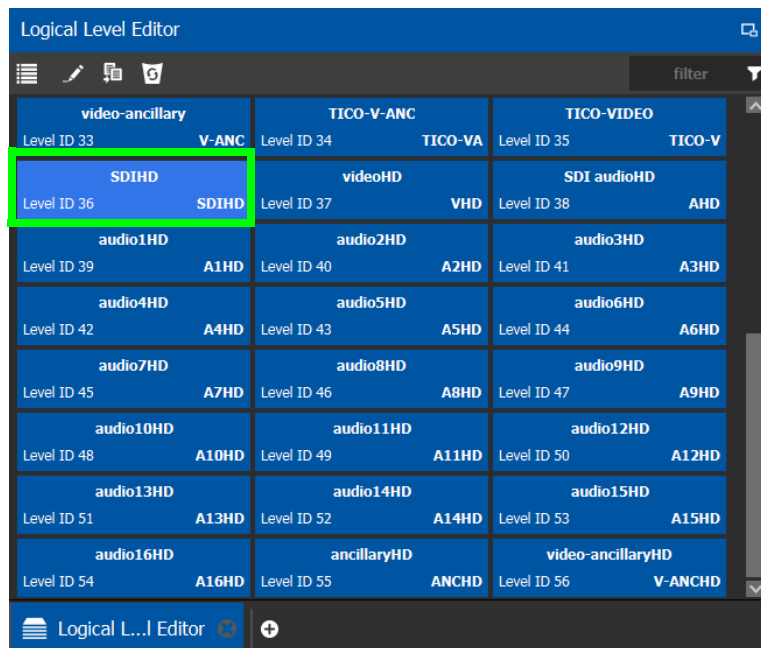 Logical Level Editor
filter
video-ancillary TICO-V-ANC TICO-VIDEO
Level ID 33 V-ANC Level ID 34 TICO-VA Level ID 35 TICO-V
SDIHD videoHD SDI audioHD
Level ID 36 SDIHD Level ID 37 VHD Level ID 38 AHD
audio1HD audio2HD audio3HD
Level ID 39 A1HD Level ID 40 A2HD Level ID 41 A3HD
audio4HD audio5HD audio6HD
Level ID 42 A4HD Level ID 43 A5HD Level ID 44 A6HD
audio7HD audio8HD audio9HD
Level ID 45 A7HD Level ID 46 A8HD Level ID 47 A9HD
audio10HD audio11HD audio12HD
Level ID 48 A10HD Level ID 49 A11HD Level ID 50 A12HD
audio13HD audio14HD audio15HD
Level ID 51 A13HD Level ID 52 A14HD Level ID 53 A15HD
audio16HD ancillaryHD video-ancillaryHD
Level ID 54 A16HD Level ID 55 ANCHD Level ID 56 V-ANCHD
Logical L...l Editor